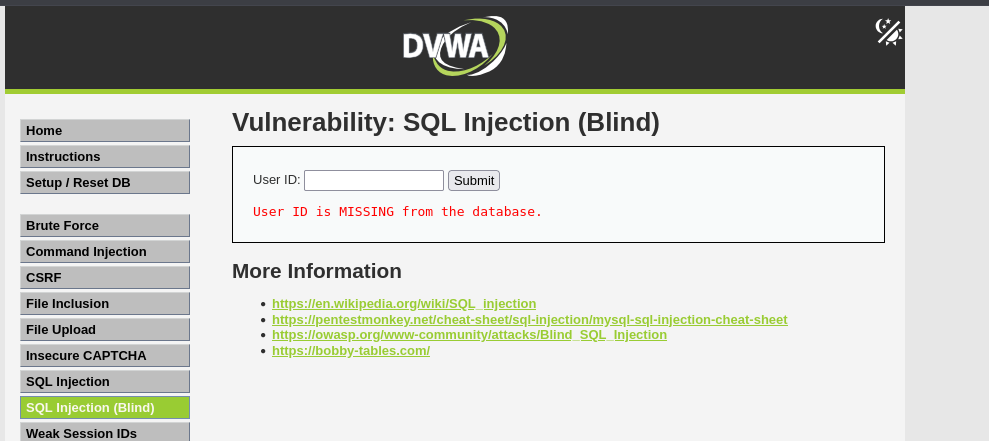 DVWA
Home
Instructions
Setup / Reset DB
Brute Force
Command Injection
CSRF
File Inclusion
File Upload
Insecure CAPTCHA
SQL Injection
SQL Injection (Blind)
Weak Session IDs
Vulnerability: SQL Injection (Blind)
User ID: Submit
User ID is MISSING from the database.
More Information
https://en.wikipedia.org/wiki/SQL_injection
https://pentestmonkey.net/cheat-sheet/sql-injection/mysql-sql-injection-cheat-sheet
https://owasp.org/www-community/attacks/Blind_SQL_Injection
https://bobby-tables.com/